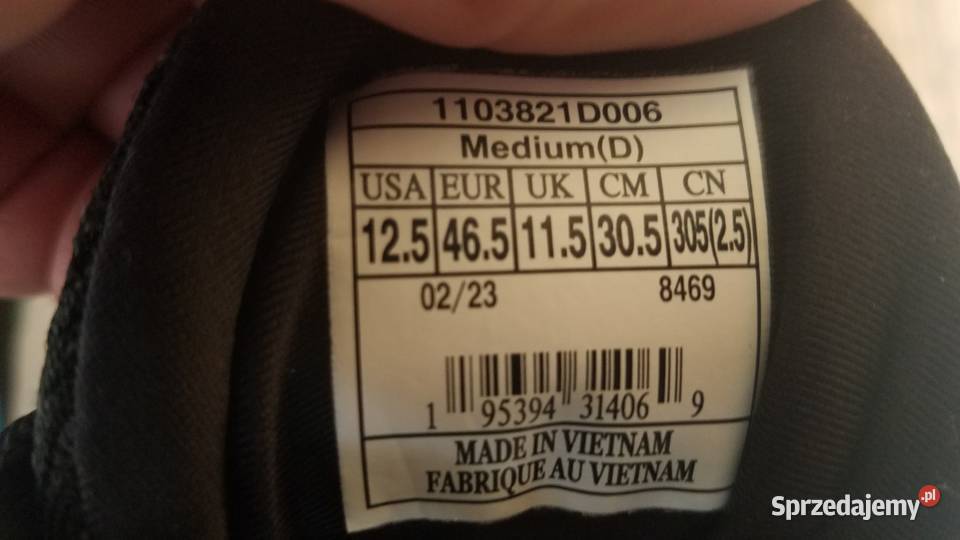 1103821D006
Medium(D)
USA EUR UK CM CN
12.5 46.5 11.5 30.5 305(2.5)
02/23 8469
1 95394 31406 9
MADE IN VIETNAM
FABRIQUE AU VIETNAM
Sprzedajemy.pl